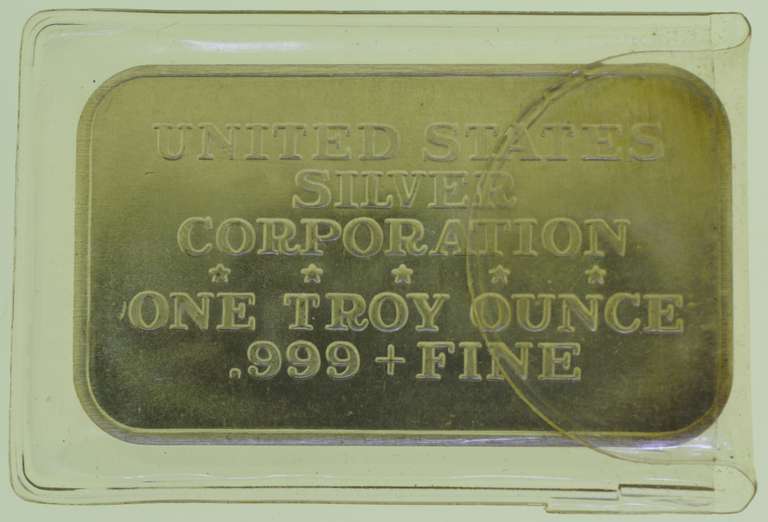 UNITED STATES
SILVER
CORPORATION
ONE TROY OUNCE
.999 + FINE